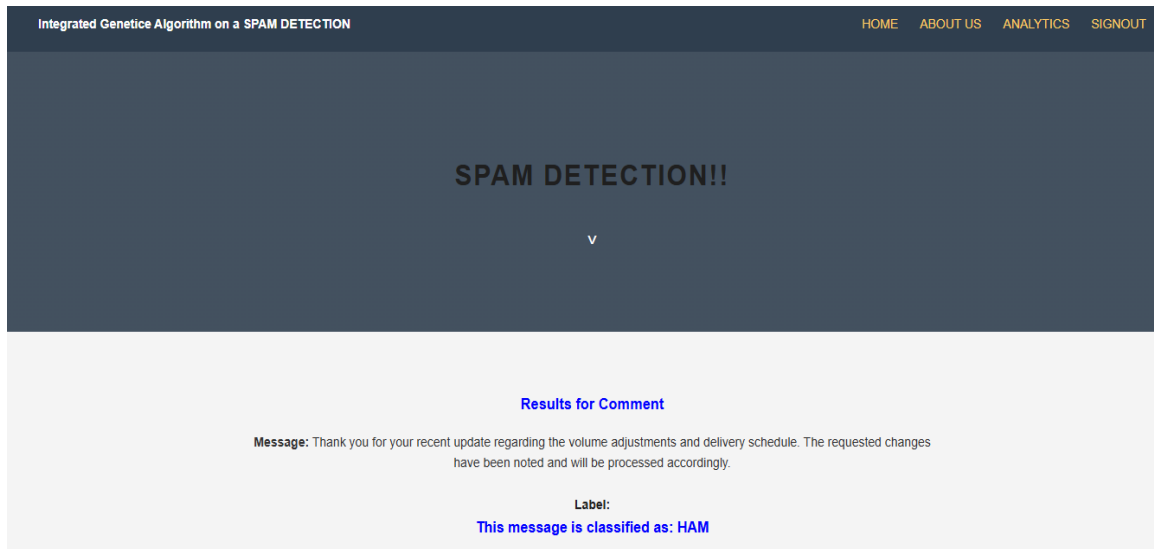 Integrated Genetice Algorithm on a SPAM DETECTION
HOME ABOUT US ANALYTICS SIGNOUT
SPAM DETECTION!!
v
Results for Comment
Message: Thank you for your recent update regarding the volume adjustments and delivery schedule. The requested changes
have been noted and will be processed accordingly.
Label:
This message is classified as: HAM